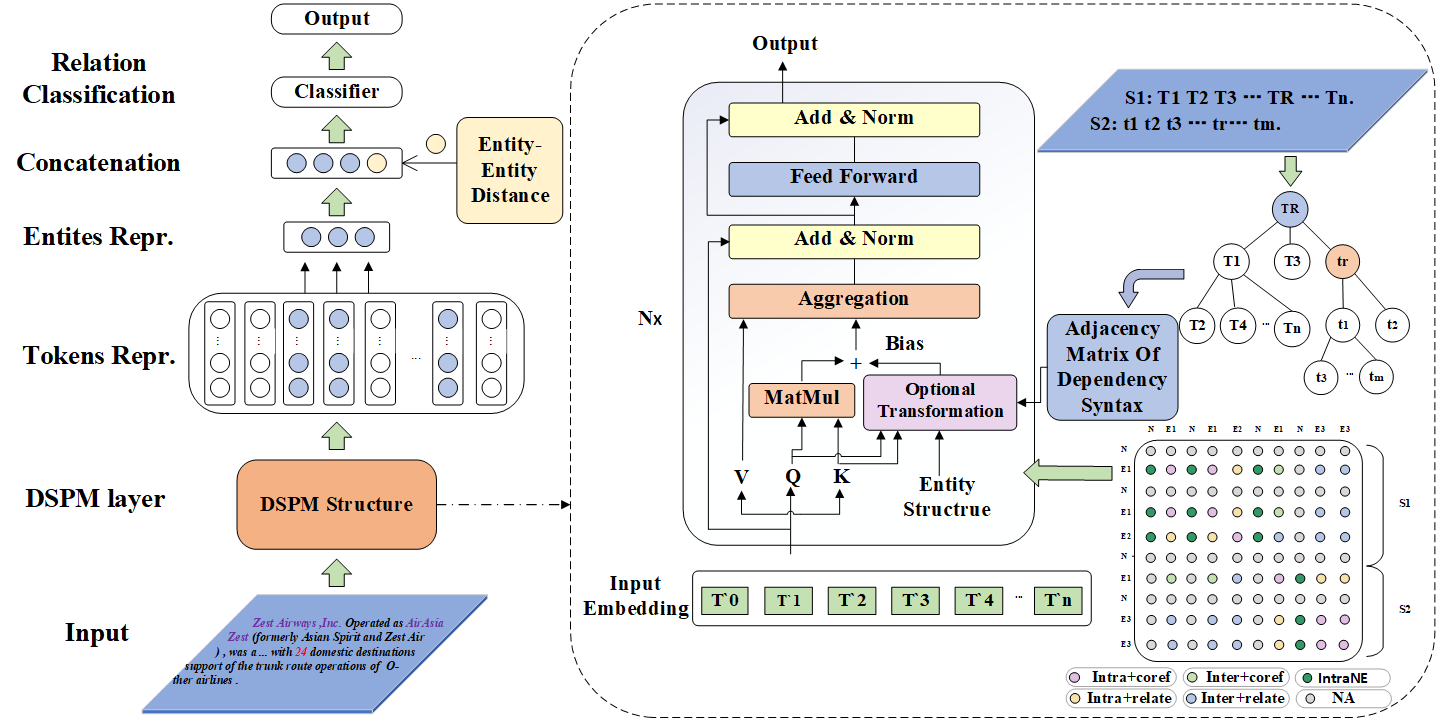 Output
Relation
Classification
Classifier
Concatenation
Entity-
Entity
Distance
Entites Repr.
Tokens Repr.
...
DSPM layer
DSPM Structure
Input
Zest Airways ,Inc. Operated as AirAsia
Zest (formerly Asian Spirit and Zest Air
) , was a ... with 24 domestic destinations
support of the trunk route operations of O-
ther airlines .
Output
Add & Norm
Feed Forward
Add & Norm
Aggregation
Nx
Bias
+
MatMul
Optional
Transformation
V
Q
K
Entity
Structrue
Input
Embedding
T`0 T`1 T`2 T`3 T`4 ... T`n
S1: T1 T2 T3 ··· TR ··· Tn.
S2: t1 t2 t3 ··· tr··· tm.
TR
T1 T3 tr
T2 T4 ... Tn t1 t2
t3 ... tm
Adjacency
Matrix Of
Dependency
Syntax
N E1 N E1 E2 N E1 N E3 E3
N
E1
N
E1
E2
N
E1
N
E3
E3
S1
S2
Intra+coref Inter+coref IntraNE
Intra+relate Inter+relate NA